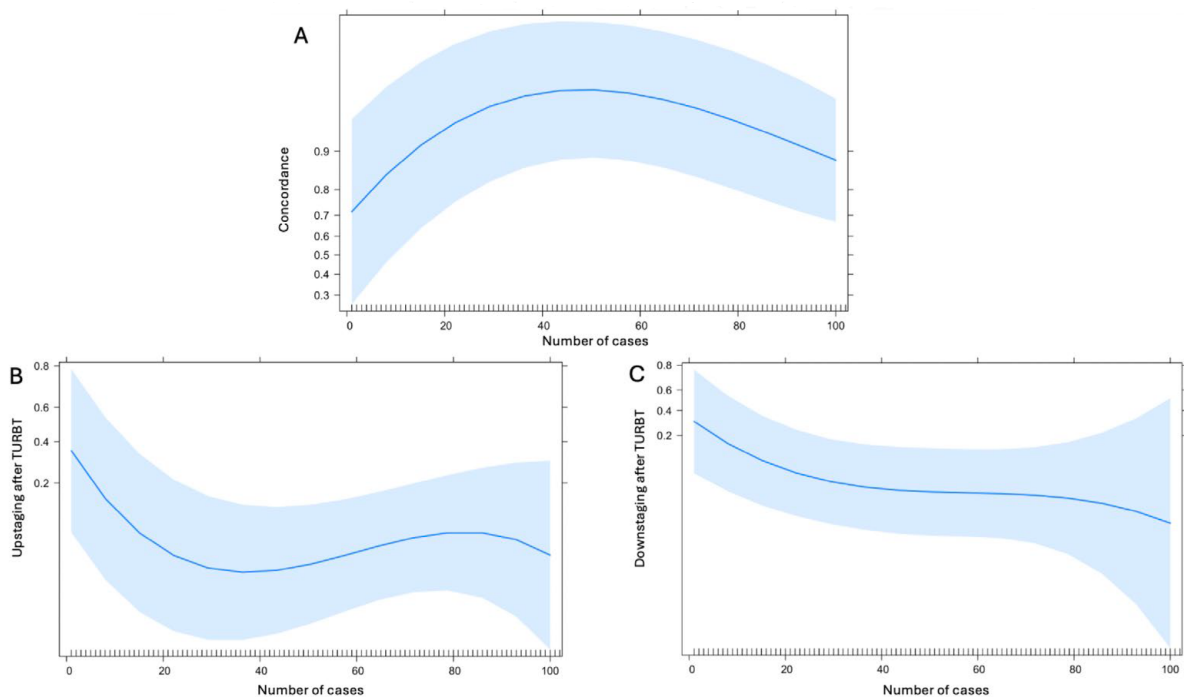 A
Concordance
0.9
0.8
0.7
0.6
0.5
0.4
0.3
0 20 40 60 80 100
Number of cases
B
Upstaging after TURBT
0.8
0.6
0.4
0.2
0 20 40 60 80 100
Number of cases
C
Downstaging after TURBT
0.8
0.6
0.4
0.2
0 20 40 60 80 100
Number of cases